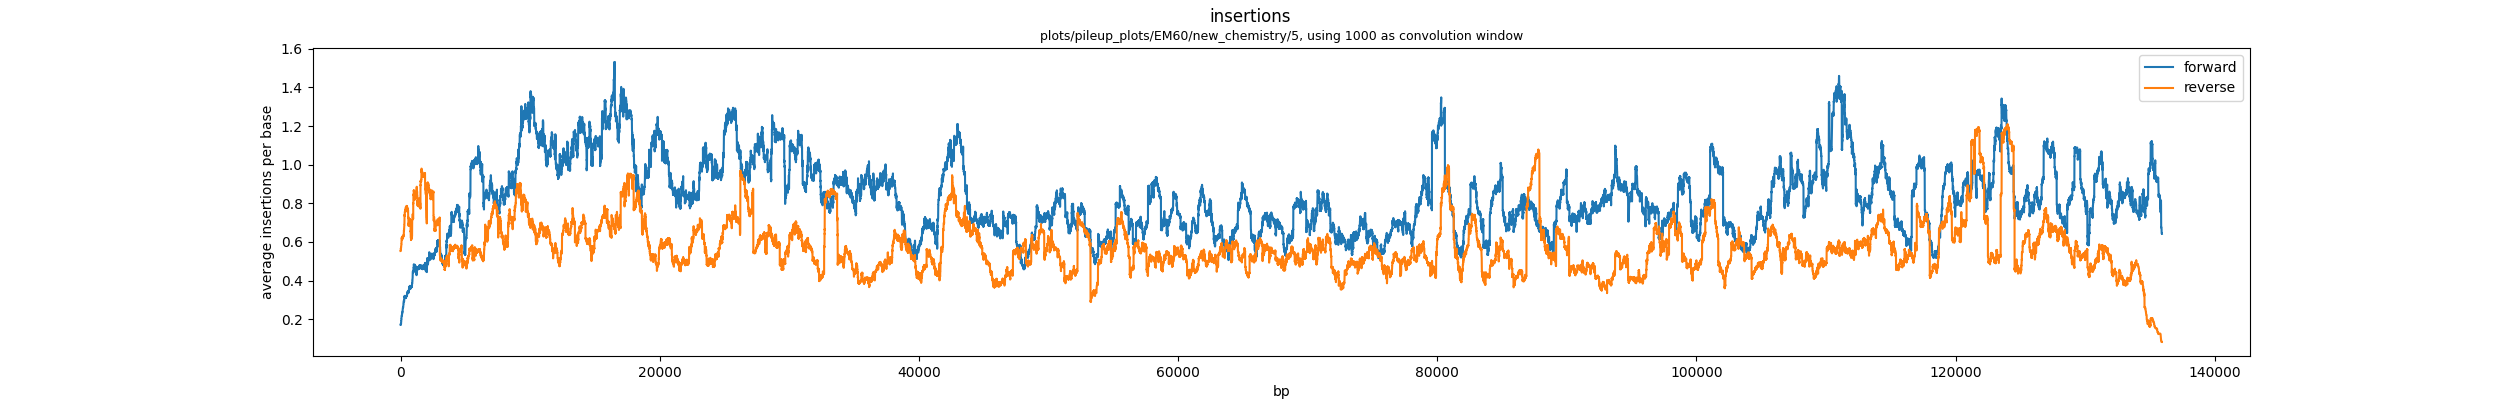 insertions
plots/pileup_plots/EM60/new_chemistry/5, using 1000 as convolution window
average insertions per base
1.6
1.4
1.2
1.0
0.8
0.6
0.4
0.2
forward
reverse
0 20000 40000 60000 80000 100000 120000 140000
bp